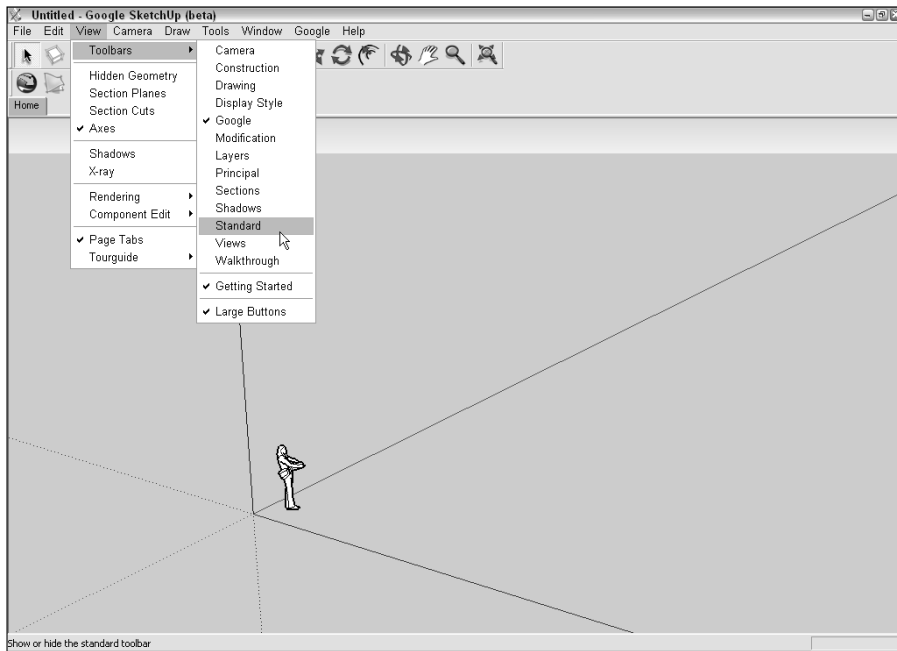 Untitled - Google SketchUp (beta)
File Edit View Camera Draw Tools Window Google Help
Home
Toolbars
Hidden Geometry
Section Planes
Section Cuts
Axes
Shadows
X-ray
Rendering
Component Edit
Page Tabs
Tourguide
Camera
Construction
Drawing
Display Style
Google
Modification
Layers
Principal
Sections
Shadows
Standard
Views
Walkthrough
Getting Started
Large Buttons
Show or hide the standard toolbar